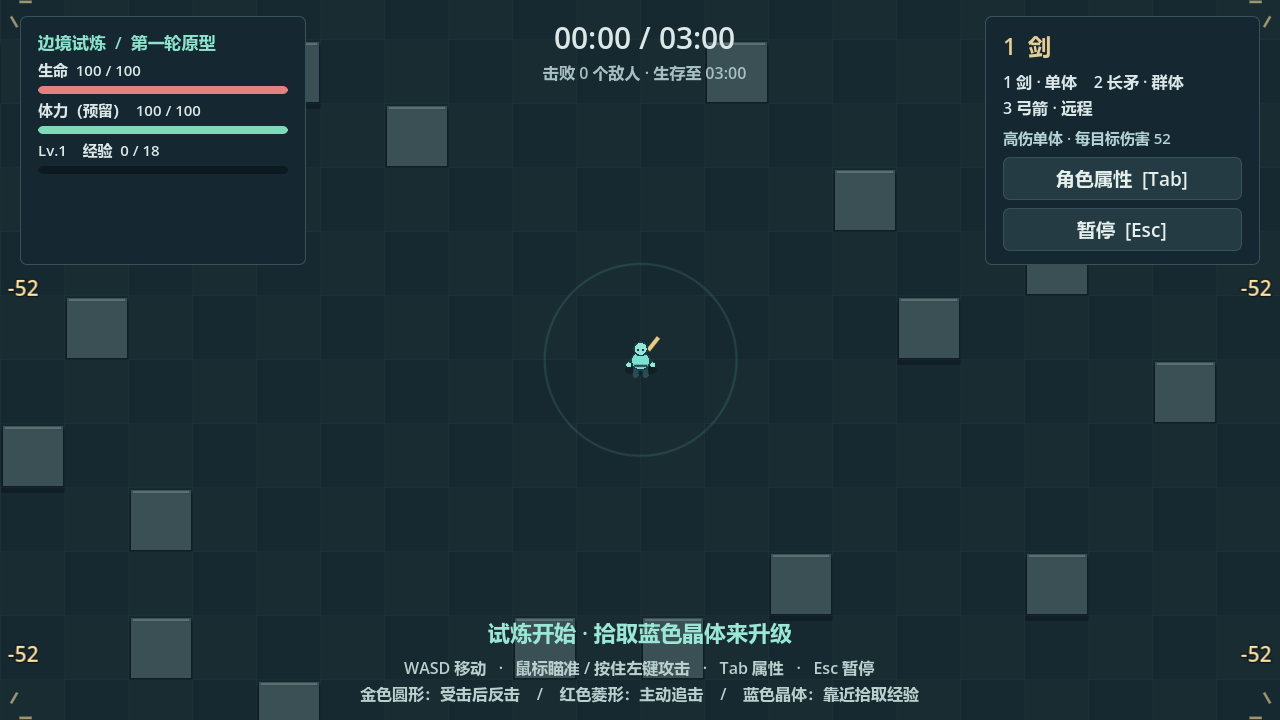 边境试炼 / 第一轮原型
生命 100 / 100
体力（预留） 100 / 100
Lv.1 经验 0 / 18
00:00 / 03:00
击败 0 个敌人 · 生存至 03:00
1 剑
1 剑 · 单体 2 长矛 · 群体
3 弓箭 · 远程
高伤单体 · 每目标伤害 52
角色属性 [Tab]
暂停 [Esc]
-52
-52
-52
-52
试炼开始 · 拾取蓝色晶体来升级
WASD 移动 · 鼠标瞄准 / 按住左键攻击 · Tab 属性 · Esc 暂停
金色圆形：受击后反击 / 红色菱形：主动追击 / 蓝色晶体：靠近拾取经验